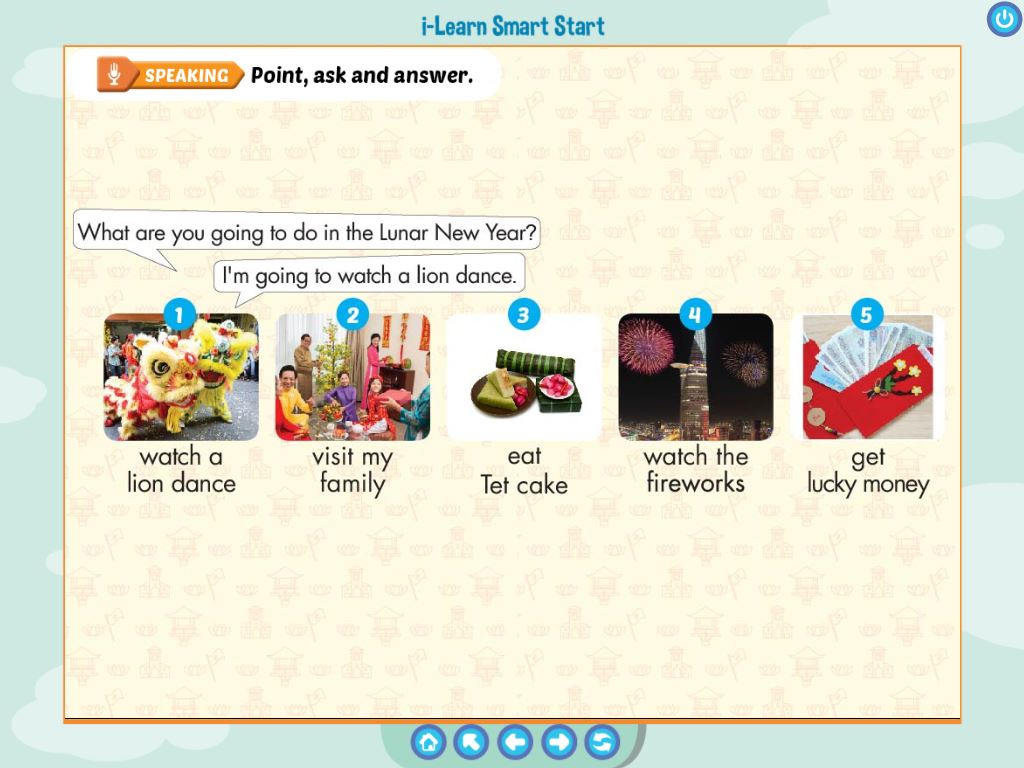 i-Learn Smart Start
SPEAKING Point, ask and answer.
What are you going to do in the Lunar New Year?
I'm going to watch a lion dance.
1
2
3
4
5
watch a
lion dance
visit my
family
eat
Tet cake
watch the
fireworks
get
lucky money